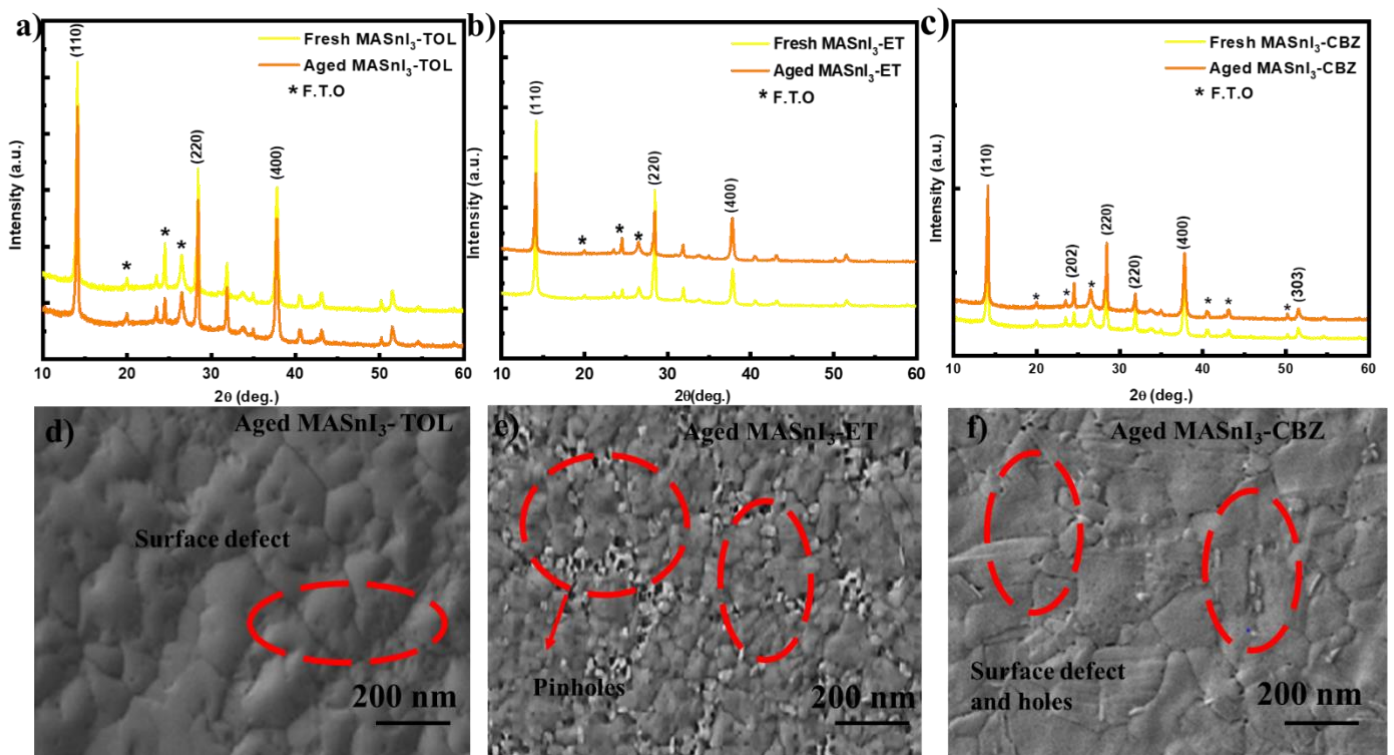 a)
(110)
Fresh MASnI₃-TOL
Aged MASnI₃-TOL
* F.T.O
(220)
(400)
*
*
*
Intensity (a.u.)
10 20 30 40 50 60
2θ (deg.)
b)
Fresh MASnI₃-ET
Aged MASnI₃-ET
* F.T.O
(110)
(220)
(400)
*
*
*
Intensity (a.u.)
10 20 30 40 50 60
2θ(deg.)
c)
Fresh MASnI₃-CBZ
Aged MASnI₃-CBZ
* F.T.O
(110)
(202)
(220)
(220)
(400)
(303)
*
*
*
*
*
*
Intensity (a.u.)
10 20 30 40 50 60
2θ (deg.)
d)
Aged MASnI₃- TOL
Surface defect
200 nm
e)
Aged MASnI₃-ET
Pinholes
200 nm
f)
Aged MASnI₃-CBZ
Surface defect
and holes
200 nm